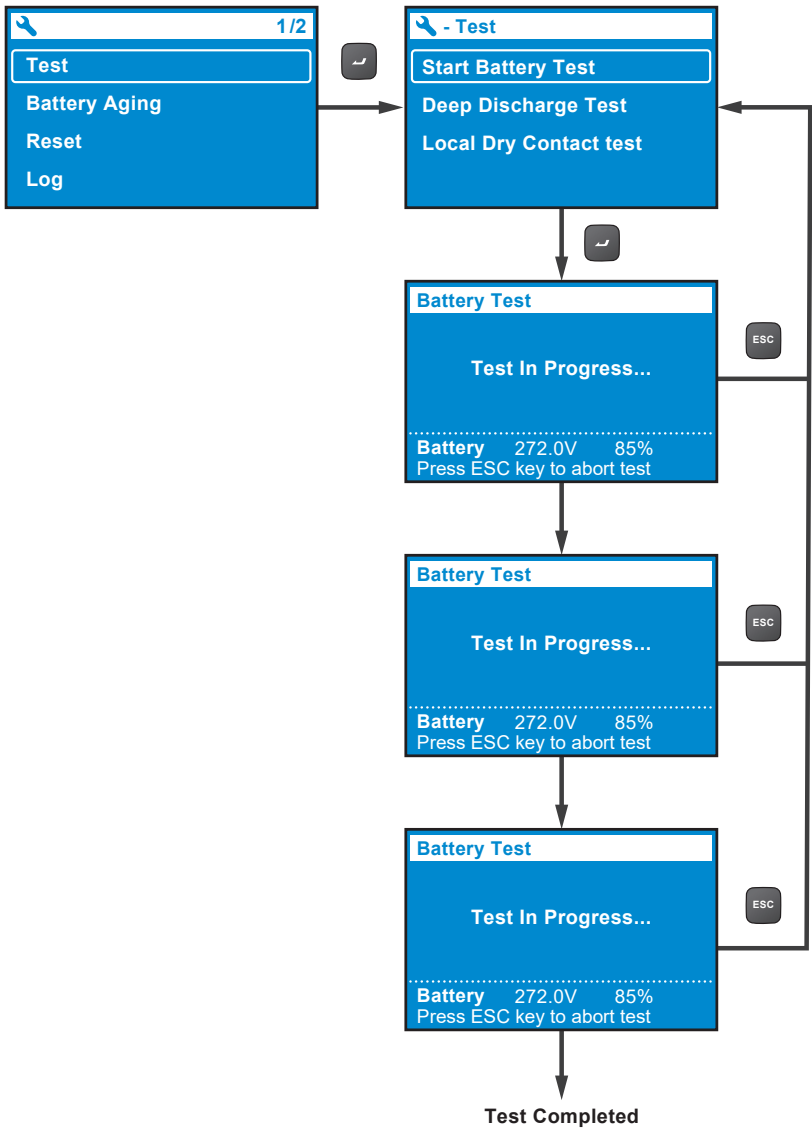 1/2
Test
Battery Aging
Reset
Log
- Test
Start Battery Test
Deep Discharge Test
Local Dry Contact test
Battery Test
Test In Progress...
Battery 272.0V 85%
Press ESC key to abort test
ESC
Battery Test
Test In Progress...
Battery 272.0V 85%
Press ESC key to abort test
ESC
Battery Test
Test In Progress...
Battery 272.0V 85%
Press ESC key to abort test
ESC
Test Completed